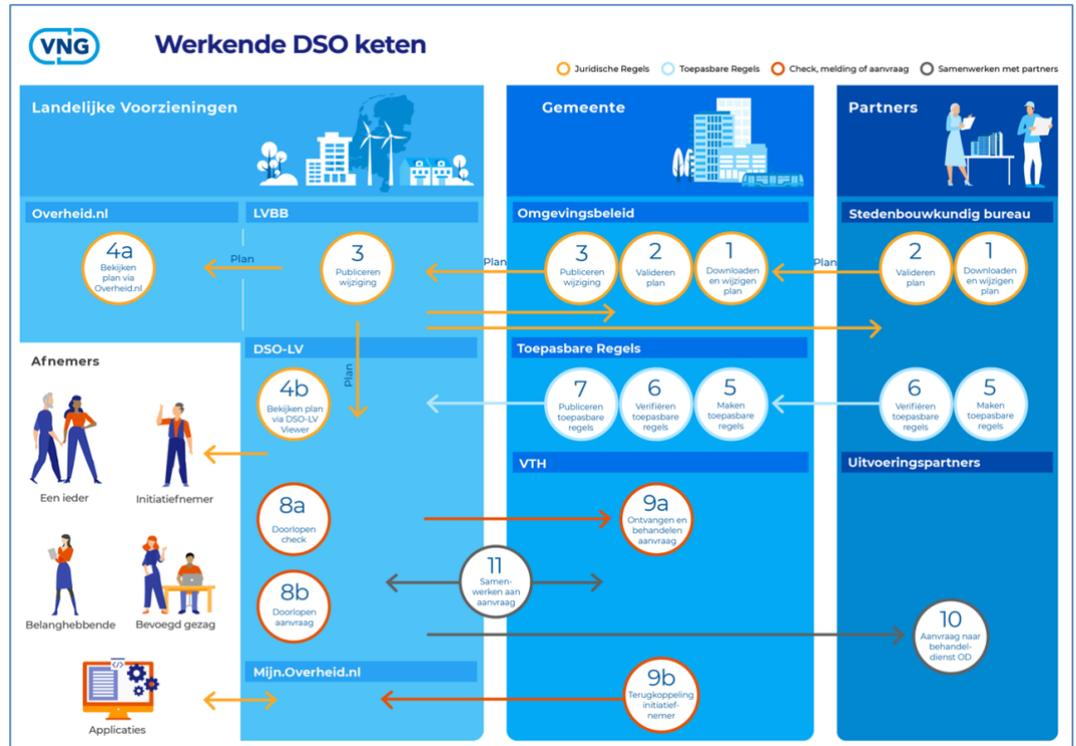 VNG
Werkende DSO keten
Juridische Regels
Toepasbare Regels
Check, melding of aanvraag
Samenwerken met partners
Landelijke Voorzieningen
Gemeente
Partners
Overheid.nl
LVBB
Omgevingsbeleid
Stedenbouwkundig bureau
4a
Bekijken
plan via
Overheid.nl
Plan
3
Publiceren
wijziging
Plan
3
Publiceren
wijziging
2
Valideren
plan
1
Downloaden
en wijzigen
plan
Plan
2
Valideren
plan
1
Downloaden
en wijzigen
plan
Plan
Afnemers
DSO-LV
Toepasbare Regels
4b
Bekijken plan
via DSO-LV
Viewer
7
Publiceren
toepasbare
regels
6
Verifiëren
toepasbare
regels
5
Maken
toepasbare
regels
6
Verifiëren
toepasbare
regels
5
Maken
toepasbare
regels
Een ieder
Initiatiefnemer
VTH
Uitvoeringspartners
8a
Doorlopen
check
9a
Ontvangen en
behandelen
aanvraag
11
Samen-
werken aan
aanvraag
8b
Doorlopen
aanvraag
Belanghebbende
Bevoegd gezag
10
Aanvraag naar
behandel-
dienst OD
Mijn.Overheid.nl
9b
Terugkoppeling
initiatief-
nemer
</>
Applicaties